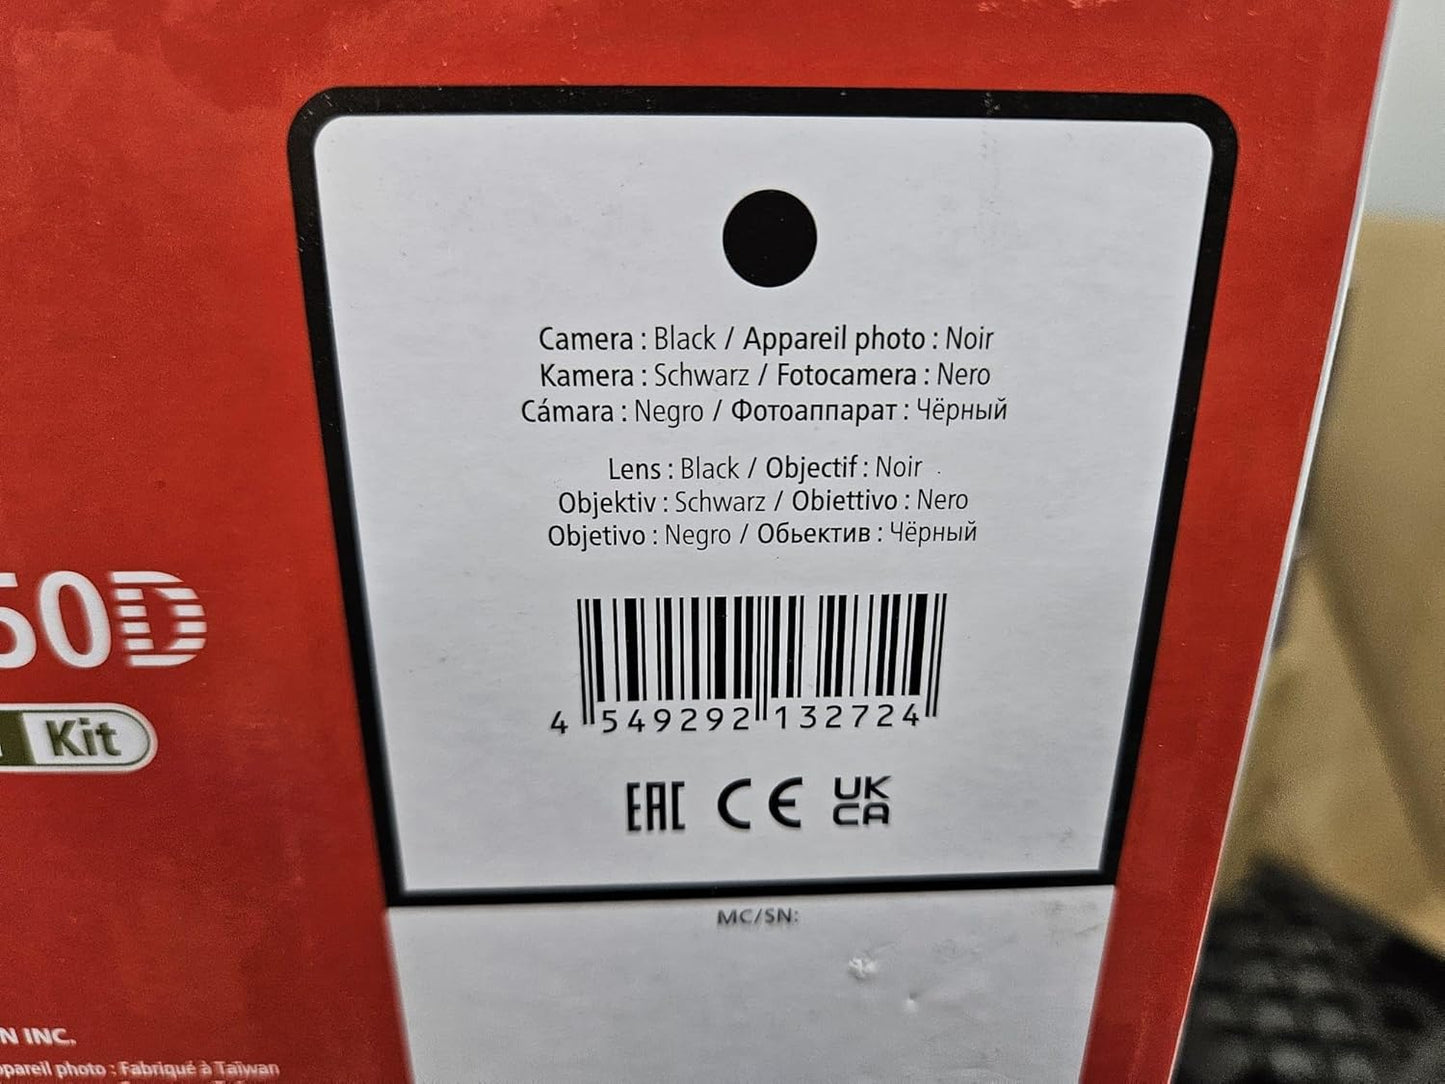 Camera : Black / Appareil photo : Noir
Kamera : Schwarz / Fotocamera : Nero
Cámara : Negro / Фотоаппарат : Чёрный
Lens : Black / Objectif : Noir
Objektiv : Schwarz / Obiettivo : Nero
Objetivo : Negro / Обьектив : Чёрный
4 549292 132724
EAC CE UK
CA
MC/SN:
50D
Kit
N INC.
ppareil photo : Fabriqué à Taïwan